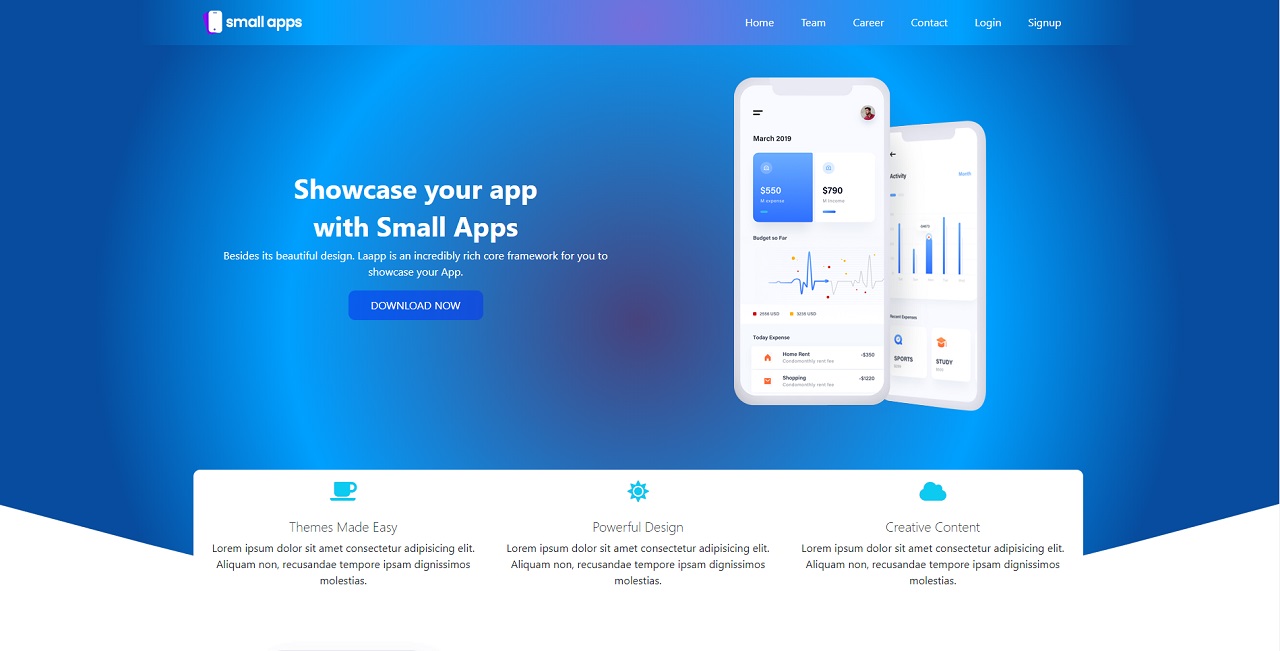 small apps
Home Team Career Contact Login Signup
Showcase your app
with Small Apps
Besides its beautiful design. Laapp is an incredibly rich core framework for you to
showcase your App.
DOWNLOAD NOW
March 2019
$550
M expense
$790
M Income
Budget so Far
2556 USD
3235 USD
Today Expense
Home Rent
-$350
Condomonthly rent fee
Shopping
-$1220
Condomonthly rent fee
Activity
Month
Recent Expenses
SPORTS
STUDY
Themes Made Easy
Lorem ipsum dolor sit amet consectetur adipisicing elit.
Aliquam non, recusandae tempore ipsam dignissimos
molestias.
Powerful Design
Lorem ipsum dolor sit amet consectetur adipisicing elit.
Aliquam non, recusandae tempore ipsam dignissimos
molestias.
Creative Content
Lorem ipsum dolor sit amet consectetur adipisicing elit.
Aliquam non, recusandae tempore ipsam dignissimos
molestias.